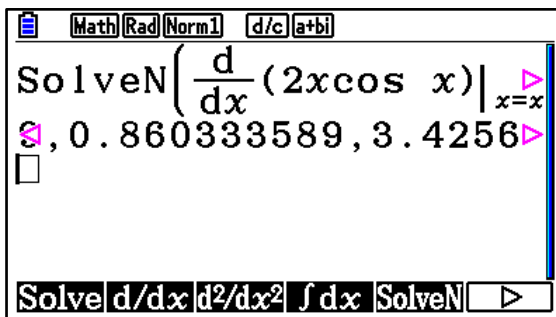 Math Rad Norm1 d/c a+bi
SolveN(d/dx(2xcos x)|x=x
,0.860333589,3.4256
Solve d/dx d²/dx² ∫dx SolveN ▷